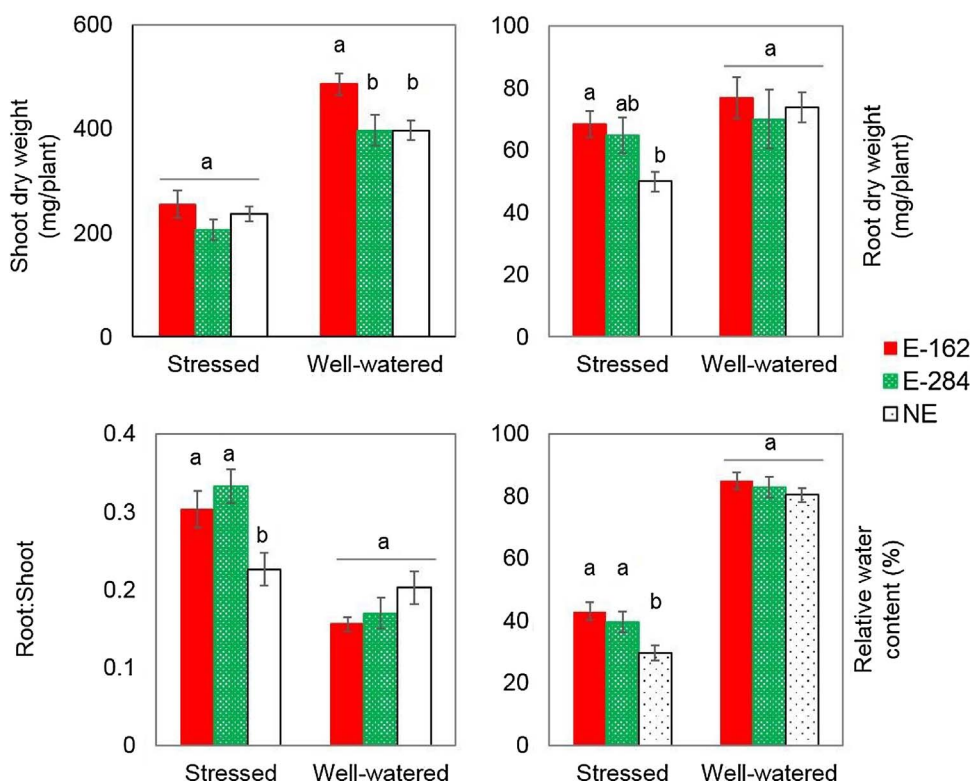 Shoot dry weight
(mg/plant)
600
400
200
0
a
a
b
b
Stressed
Well-watered
100
80
60
40
20
0
a
ab
b
a
Stressed
Well-watered
Root dry weight
(mg/plant)
E-162
E-284
NE
Root:Shoot
0.4
0.3
0.2
0.1
0
a
a
b
a
Stressed
Well-watered
100
80
60
40
20
0
a
a
b
a
Stressed
Well-watered
Relative water
content (%)